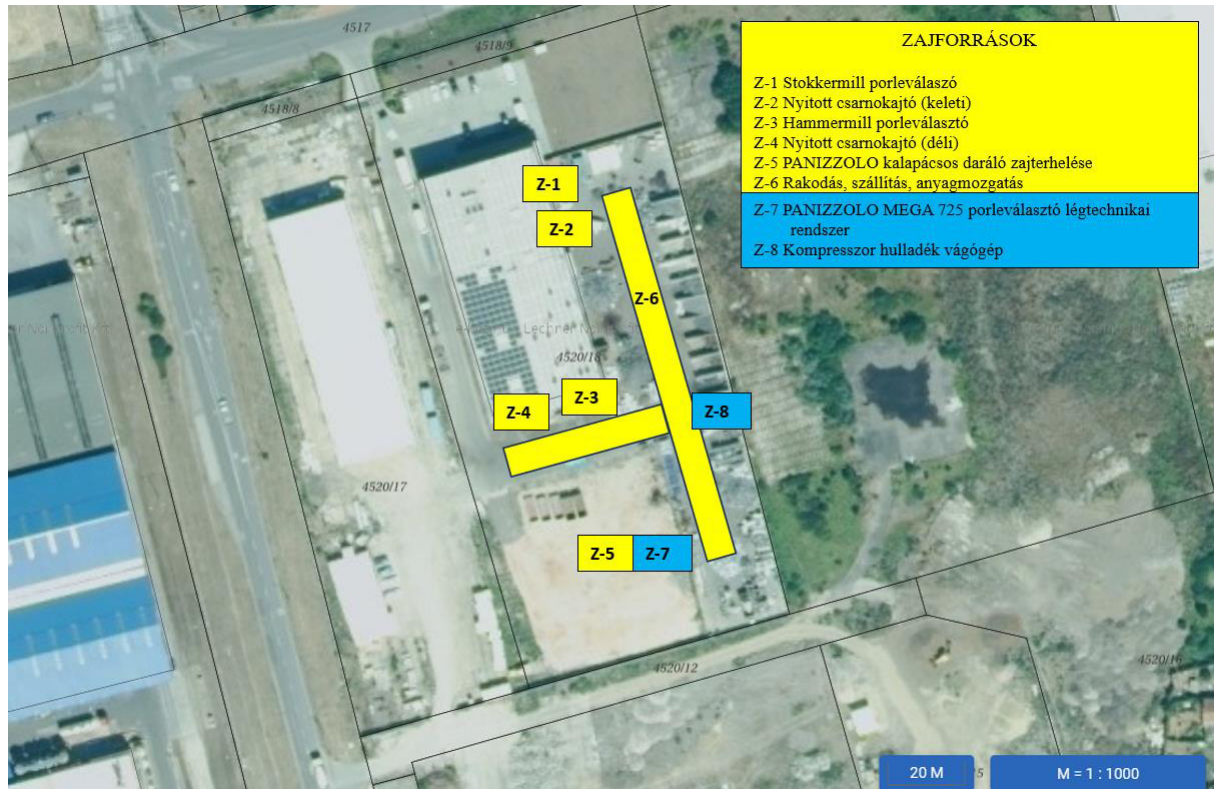 ZAJFORRÁSOK
Z-1 Stokkermill porleválaszó
Z-2 Nyitott csarnokajtó (keleti)
Z-3 Hammermill porleválasztó
Z-4 Nyitott csarnokajtó (déli)
Z-5 PANIZZOLO kalapácsos daráló zajterhelése
Z-6 Rakodás, szállítás, anyagmozgatás
Z-7 PANIZZOLO MEGA 725 porleválasztó légtechnikai
rendszer
Z-8 Kompresszor hulladék vágógép
4517
4518/9
4518/8
Z-1
Z-2
Z-6
Lechner
4520/18
Z-3
Z-4
Z-8
4520/17
Z-5
Z-7
4520/12
4520/16
20 M
M = 1 : 1000